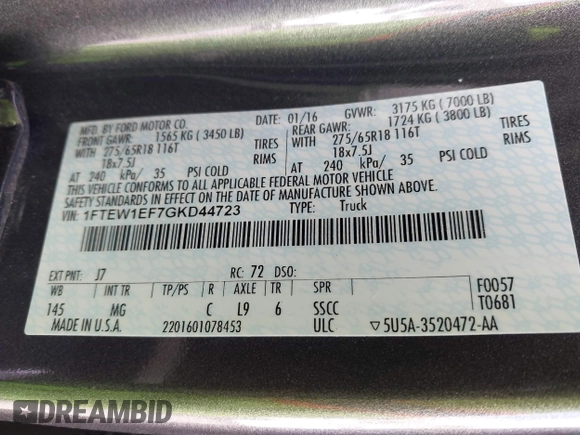 MFD. BY FORD MOTOR CO.
DATE: 01/16 GVWR: 3175 KG ( 7000 LB)
FRONT GAWR: 1565 KG ( 3450 LB)
REAR GAWR: 1724 KG ( 3800 LB)
WITH 275/65R18 116T TIRES
WITH 275/65R18 116T TIRES
18x7.5J RIMS
18x7.5J RIMS
AT 240 kPa/ 35 PSI COLD
AT 240 kPa/ 35 PSI COLD
THIS VEHICLE CONFORMS TO ALL APPLICABLE FEDERAL MOTOR VEHICLE
SAFETY STANDARDS IN EFFECT ON THE DATE OF MANUFACTURE SHOWN ABOVE.
VIN: 1FTEW1EF7GKD44723 TYPE: Truck
EXT PNT: J7 RC: 72 DSO:
WB INT TR TP/PS R AXLE TR SPR F0057
145 MG C L9 6 SSCC T0681
MADE IN U.S.A. 2201601078453 ULC ▽5U5A-3520472-AA
DREAMBID